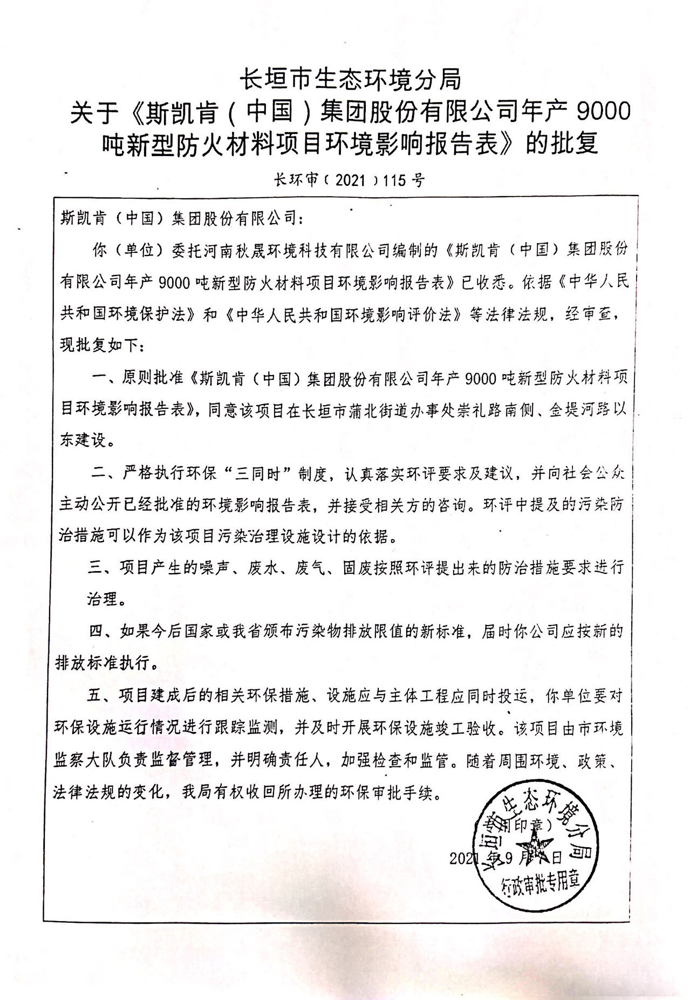 长垣市生态环境分局
关于《斯凯肯（中国）集团股份有限公司年产 9000
吨新型防火材料项目环境影响报告表》的批复
长环审﹝2021﹞115 号
斯凯肯（中国）集团股份有限公司：
你（单位）委托河南秋晟环境科技有限公司编制的《斯凯肯（中国）集团股份
有限公司年产 9000 吨新型防火材料项目环境影响报告表》已收悉。依据《中华人民
共和国环境保护法》和《中华人民共和国环境影响评价法》等法律法规，经审查，
现批复如下：
一、原则批准《斯凯肯（中国）集团股份有限公司年产 9000 吨新型防火材料项
目环境影响报告表》，同意该项目在长垣市蒲北街道办事处崇礼路南侧、金堤河路以
东建设。
二、严格执行环保“三同时”制度，认真落实环评要求及建议，并向社会公众
主动公开已经批准的环境影响报告表，并接受相关方的咨询。环评中提及的污染防
治措施可以作为该项目污染治理设施设计的依据。
三、项目产生的噪声、废水、废气、固废按照环评提出来的防治措施要求进行
治理。
四、如果今后国家或我省颁布污染物排放限值的新标准，届时你公司应按新的
排放标准执行。
五、项目建成后的相关环保措施、设施应与主体工程应同时投运，你单位要对
环保设施运行情况进行跟踪监测，并及时开展环保设施竣工验收。该项目由市环境
监察大队负责监督管理，并明确责任人，加强检查和监管。随着周围环境、政策、
法律法规的变化，我局有权收回所办理的环保审批手续。
长垣市生态环境分局
（专用印章）
2021 年 9 月 日
行政审批专用章